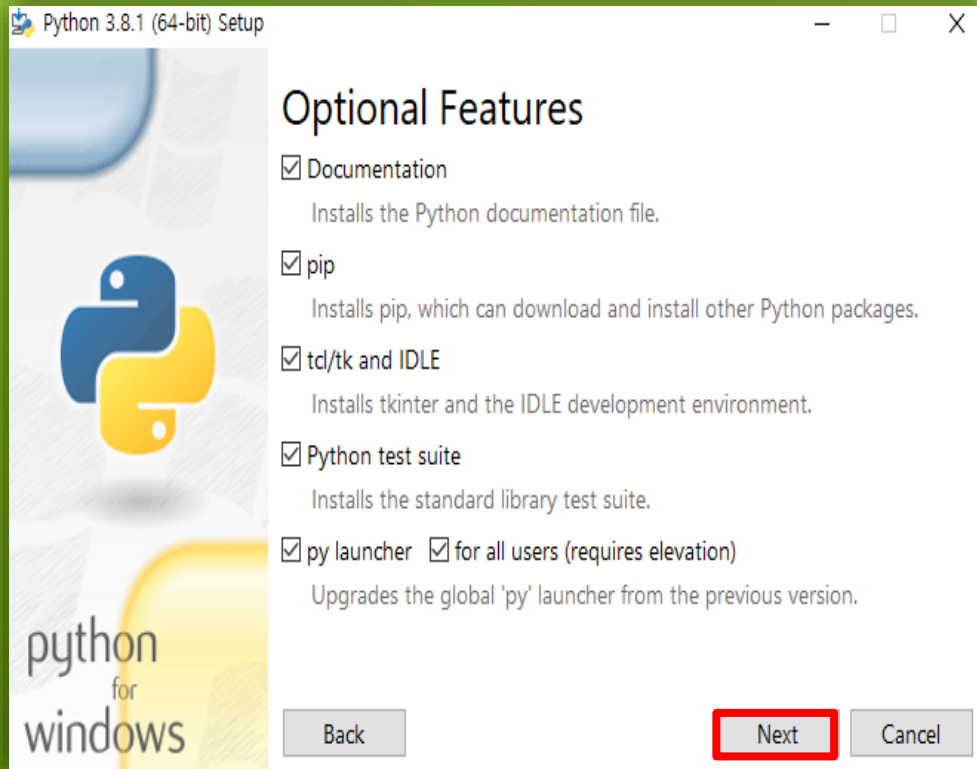 Python 3.8.1 (64-bit) Setup
Optional Features
Documentation
Installs the Python documentation file.
pip
Installs pip, which can download and install other Python packages.
tcl/tk and IDLE
Installs tkinter and the IDLE development environment.
Python test suite
Installs the standard library test suite.
py launcher for all users (requires elevation)
Upgrades the global 'py' launcher from the previous version.
python
for
windows
Back Next Cancel